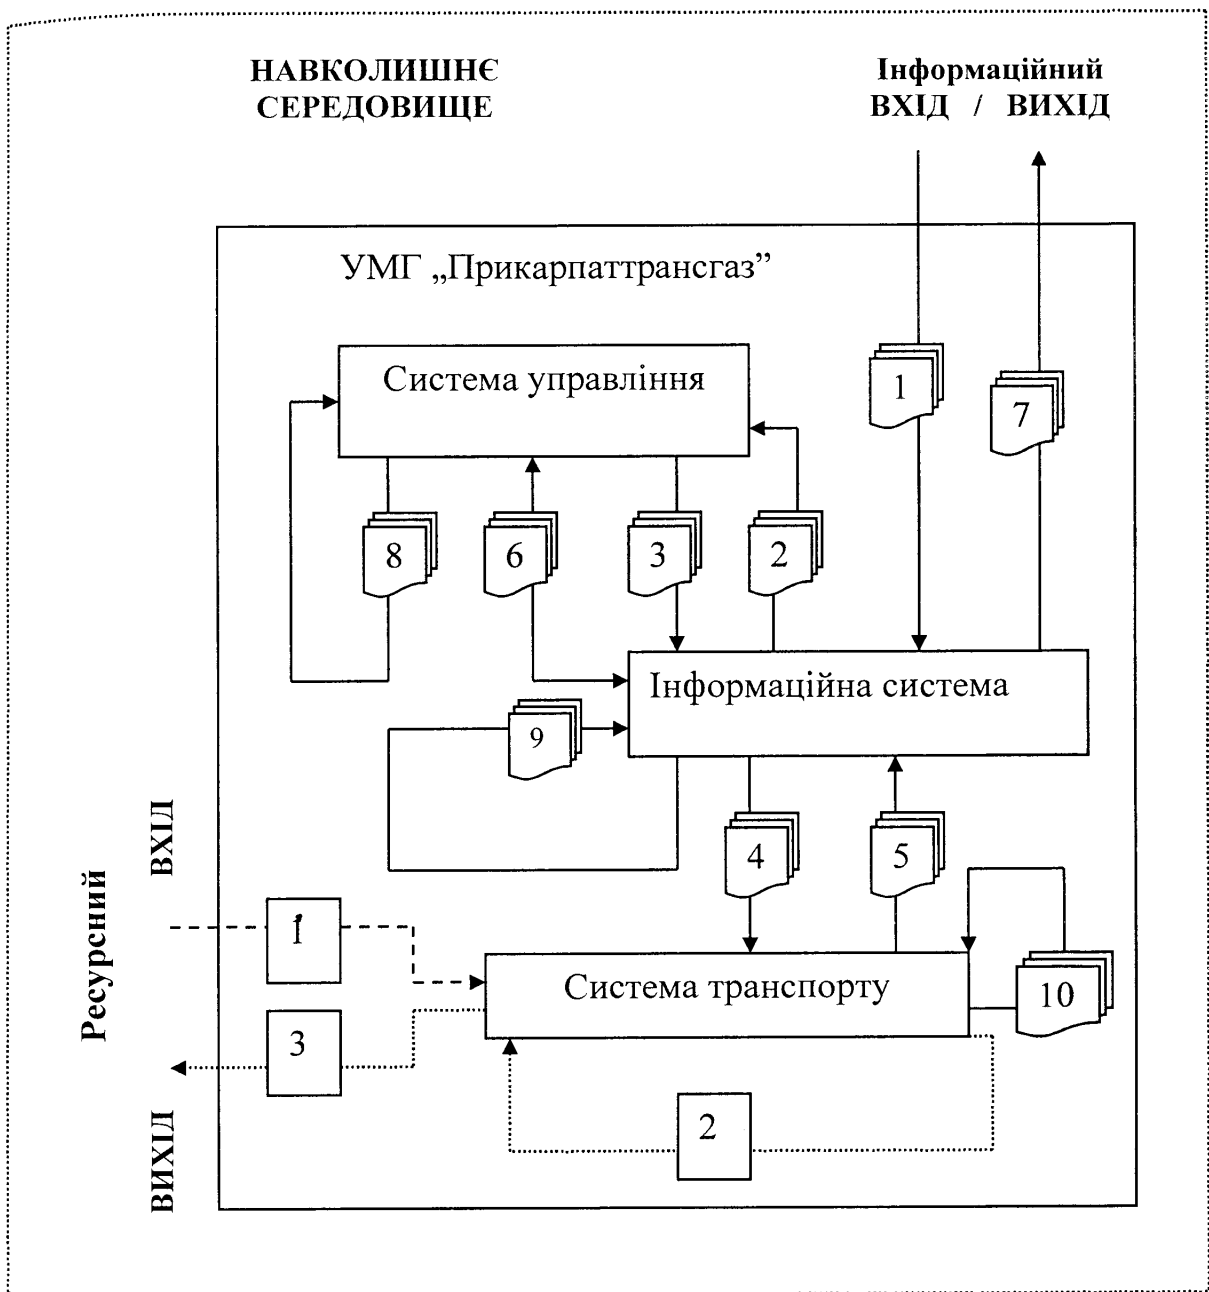 НАВКОЛИШНЄ
СЕРЕДОВИЩЕ
Інформаційний
ВХІД / ВИХІД
УМГ „Прикарпаттрансгаз”
Система управління
1
7
8
6
3
2
Інформаційна система
9
4
5
ВХІД
Ресурсний
ВИХІД
1
Система транспорту
10
3
2